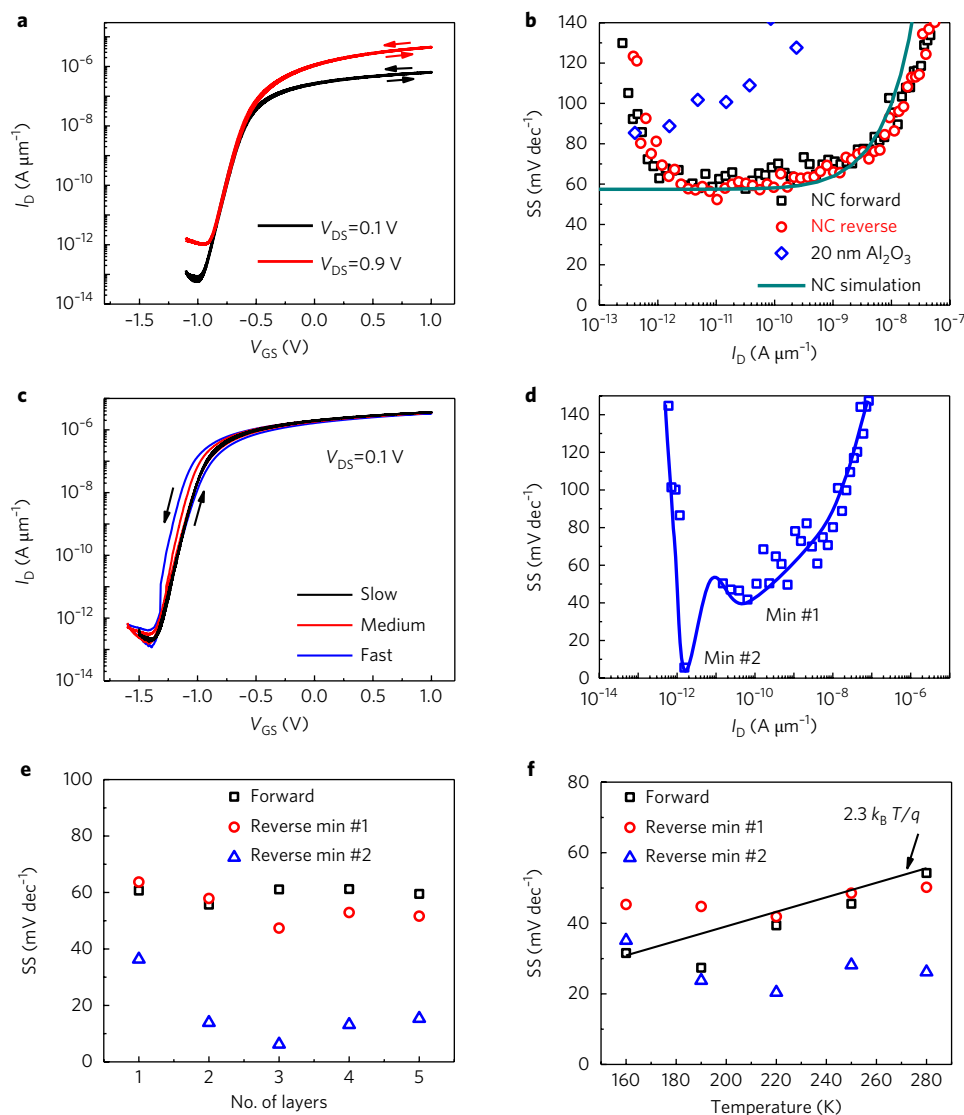 a
10⁻⁶
10⁻⁸
10⁻¹⁰
10⁻¹²
10⁻¹⁴
I_D (A μm⁻¹)
V_DS=0.1 V
V_DS=0.9 V
−1.5 −1.0 −0.5 0.0 0.5 1.0
V_GS (V)
b
140
120
100
80
60
40
20
0
SS (mV dec⁻¹)
NC forward
NC reverse
20 nm Al₂O₃
NC simulation
10⁻¹³ 10⁻¹² 10⁻¹¹ 10⁻¹⁰ 10⁻⁹ 10⁻⁸ 10⁻⁷
I_D (A μm⁻¹)
c
10⁻⁶
10⁻⁸
10⁻¹⁰
10⁻¹²
10⁻¹⁴
I_D (A μm⁻¹)
V_DS=0.1 V
Slow
Medium
Fast
−1.5 −1.0 −0.5 0.0 0.5 1.0
V_GS (V)
d
140
120
100
80
60
40
20
0
SS (mV dec⁻¹)
Min #1
Min #2
10⁻¹⁴ 10⁻¹² 10⁻¹⁰ 10⁻⁸ 10⁻⁶
I_D (A μm⁻¹)
e
100
80
60
40
20
0
SS (mV dec⁻¹)
Forward
Reverse min #1
Reverse min #2
1 2 3 4 5
No. of layers
f
80
60
40
20
0
SS (mV dec⁻¹)
Forward
Reverse min #1
Reverse min #2
2.3 k_B T/q
160 180 200 220 240 260 280
Temperature (K)